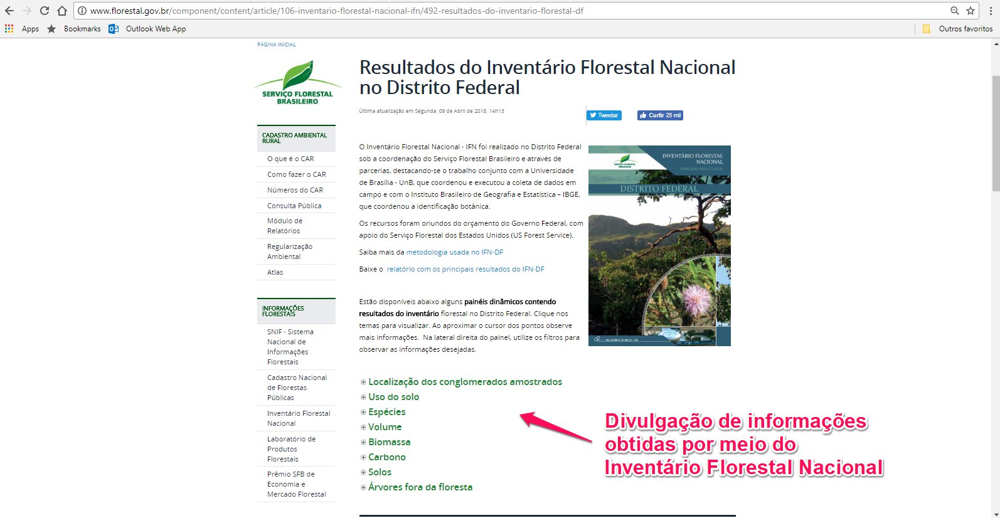 www.florestal.gov.br/component/content/article/106-inventario-florestal-nacional-ifn/492-resultados-do-inventario-florestal-df
Apps Bookmarks Outlook Web App Outros favoritos
PÁGINA INICIAL
SERVIÇO FLORESTAL
BRASILEIRO
CADASTRO AMBIENTAL
RURAL
O que é o CAR
Como fazer o CAR
Números do CAR
Consulta Pública
Módulo de
Relatórios
Regularização
Ambiental
Atlas
INFORMAÇÕES
FLORESTAIS
SNIF - Sistema
Nacional de
Informações
Florestais
Cadastro Nacional
de Florestas
Públicas
Inventário Florestal
Nacional
Laboratório de
Produtos
Florestais
Prêmio SFB de
Economia e
Mercado Florestal
Resultados do Inventário Florestal Nacional
no Distrito Federal
Última atualização em Segunda, 09 de Abril de 2018, 14h13
Tweetar
Curtir 25 mil
O Inventário Florestal Nacional - IFN foi realizado no Distrito Federal
sob a coordenação do Serviço Florestal Brasileiro e através de
parcerias, destacando-se o trabalho conjunto com a Universidade
de Brasília - UnB, que coordenou e executou a coleta de dados em
campo e com o Instituto Brasileiro de Geografia e Estatística – IBGE,
que coordenou a identificação botânica.
Os recursos foram oriundos do orçamento do Governo Federal, com
apoio do Serviço Florestal dos Estados Unidos (US Forest Service).
Saiba mais da metodologia usada no IFN-DF
Baixe o relatório com os principais resultados do IFN-DF
Estão disponíveis abaixo alguns painéis dinâmicos contendo
resultados do inventário florestal no Distrito Federal. Clique nos
temas para visualizar. Ao aproximar o cursor dos pontos observe
mais informações. Na lateral direita do painel, utilize os filtros para
observar as informações desejadas.
SERVIÇO FLORESTAL
BRASILEIRO
INVENTÁRIO FLORESTAL
NACIONAL
PRINCIPAIS RESULTADOS
DISTRITO FEDERAL
RELATÓRIOS TÉCNICOS - IFN
Localização dos conglomerados amostrados
Uso do solo
Espécies
Volume
Biomassa
Carbono
Solos
Árvores fora da floresta
Divulgação de informações
obtidas por meio do
Inventário Florestal Nacional